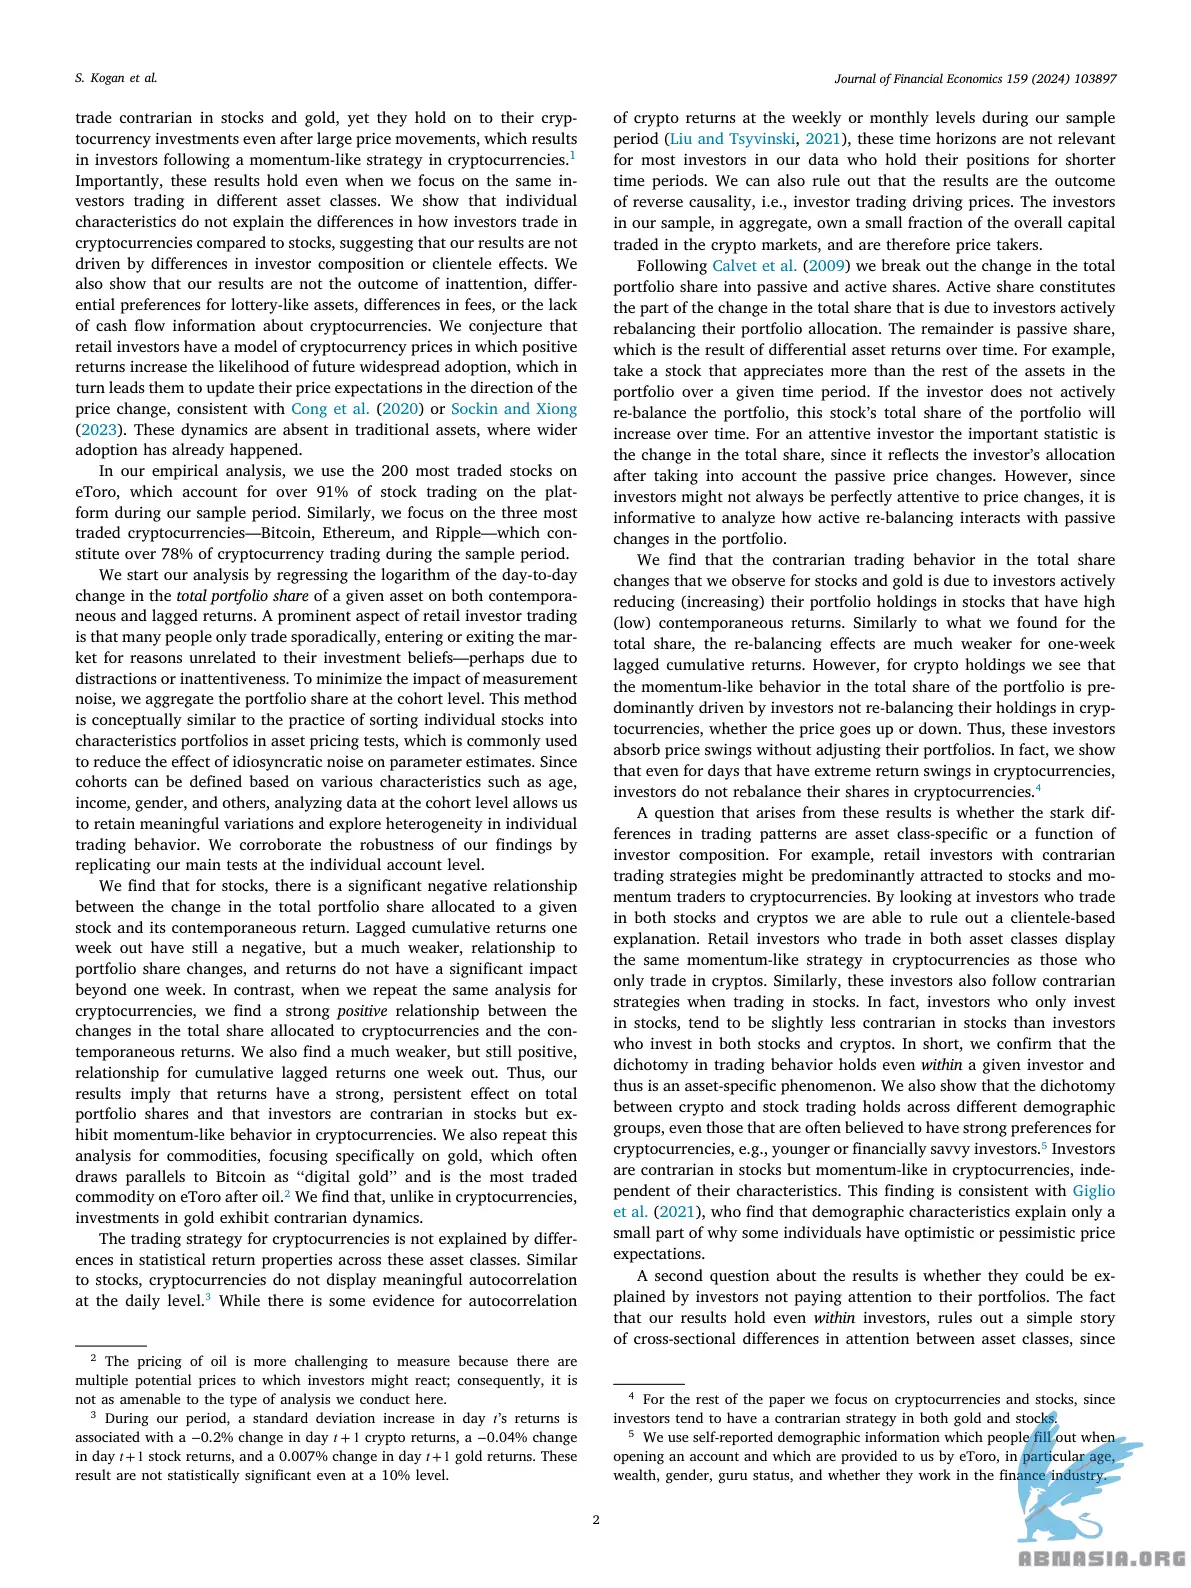 S. Kogan et al.
Journal of Financial Economics 159 (2024) 103897
trade contrarian in stocks and gold, yet they hold on to their cryp-
tocurrency investments even after large price movements, which results
in investors following a momentum-like strategy in cryptocurrencies.1
Importantly, these results hold even when we focus on the same in-
vestors trading in different asset classes. We show that individual
characteristics do not explain the differences in how investors trade in
cryptocurrencies compared to stocks, suggesting that our results are not
driven by differences in investor composition or clientele effects. We
also show that our results are not the outcome of inattention, differ-
ential preferences for lottery-like assets, differences in fees, or the lack
of cash flow information about cryptocurrencies. We conjecture that
retail investors have a model of cryptocurrency prices in which positive
returns increase the likelihood of future widespread adoption, which in
turn leads them to update their price expectations in the direction of the
price change, consistent with Cong et al. (2020) or Sockin and Xiong
(2023). These dynamics are absent in traditional assets, where wider
adoption has already happened.
In our empirical analysis, we use the 200 most traded stocks on
eToro, which account for over 91% of stock trading on the plat-
form during our sample period. Similarly, we focus on the three most
traded cryptocurrencies—Bitcoin, Ethereum, and Ripple—which con-
stitute over 78% of cryptocurrency trading during the sample period.
We start our analysis by regressing the logarithm of the day-to-day
change in the total portfolio share of a given asset on both contempora-
neous and lagged returns. A prominent aspect of retail investor trading
is that many people only trade sporadically, entering or exiting the mar-
ket for reasons unrelated to their investment beliefs—perhaps due to
distractions or inattentiveness. To minimize the impact of measurement
noise, we aggregate the portfolio share at the cohort level. This method
is conceptually similar to the practice of sorting individual stocks into
characteristics portfolios in asset pricing tests, which is commonly used
to reduce the effect of idiosyncratic noise on parameter estimates. Since
cohorts can be defined based on various characteristics such as age,
income, gender, and others, analyzing data at the cohort level allows us
to retain meaningful variations and explore heterogeneity in individual
trading behavior. We corroborate the robustness of our findings by
replicating our main tests at the individual account level.
We find that for stocks, there is a significant negative relationship
between the change in the total portfolio share allocated to a given
stock and its contemporaneous return. Lagged cumulative returns one
week out have still a negative, but a much weaker, relationship to
portfolio share changes, and returns do not have a significant impact
beyond one week. In contrast, when we repeat the same analysis for
cryptocurrencies, we find a strong positive relationship between the
changes in the total share allocated to cryptocurrencies and the con-
temporaneous returns. We also find a much weaker, but still positive,
relationship for cumulative lagged returns one week out. Thus, our
results imply that returns have a strong, persistent effect on total
portfolio shares and that investors are contrarian in stocks but ex-
hibit momentum-like behavior in cryptocurrencies. We also repeat this
analysis for commodities, focusing specifically on gold, which often
draws parallels to Bitcoin as ‘‘digital gold’’ and is the most traded
commodity on eToro after oil.2 We find that, unlike in cryptocurrencies,
investments in gold exhibit contrarian dynamics.
The trading strategy for cryptocurrencies is not explained by differ-
ences in statistical return properties across these asset classes. Similar
to stocks, cryptocurrencies do not display meaningful autocorrelation
at the daily level.3 While there is some evidence for autocorrelation
2 The pricing of oil is more challenging to measure because there are
multiple potential prices to which investors might react; consequently, it is
not as amenable to the type of analysis we conduct here.
3 During our period, a standard deviation increase in day t’s returns is
associated with a −0.2% change in day t + 1 crypto returns, a −0.04% change
in day t + 1 stock returns, and a 0.007% change in day t + 1 gold returns. These
result are not statistically significant even at a 10% level.
of crypto returns at the weekly or monthly levels during our sample
period (Liu and Tsyvinski, 2021), these time horizons are not relevant
for most investors in our data who hold their positions for shorter
time periods. We can also rule out that the results are the outcome
of reverse causality, i.e., investor trading driving prices. The investors
in our sample, in aggregate, own a small fraction of the overall capital
traded in the crypto markets, and are therefore price takers.
Following Calvet et al. (2009) we break out the change in the total
portfolio share into passive and active shares. Active share constitutes
the part of the change in the total share that is due to investors actively
rebalancing their portfolio allocation. The remainder is passive share,
which is the result of differential asset returns over time. For example,
take a stock that appreciates more than the rest of the assets in the
portfolio over a given time period. If the investor does not actively
re-balance the portfolio, this stock’s total share of the portfolio will
increase over time. For an attentive investor the important statistic is
the change in the total share, since it reflects the investor’s allocation
after taking into account the passive price changes. However, since
investors might not always be perfectly attentive to price changes, it is
informative to analyze how active re-balancing interacts with passive
changes in the portfolio.
We find that the contrarian trading behavior in the total share
changes that we observe for stocks and gold is due to investors actively
reducing (increasing) their portfolio holdings in stocks that have high
(low) contemporaneous returns. Similarly to what we found for the
total share, the re-balancing effects are much weaker for one-week
lagged cumulative returns. However, for crypto holdings we see that
the momentum-like behavior in the total share of the portfolio is pre-
dominantly driven by investors not re-balancing their holdings in cryp-
tocurrencies, whether the price goes up or down. Thus, these investors
absorb price swings without adjusting their portfolios. In fact, we show
that even for days that have extreme return swings in cryptocurrencies,
investors do not rebalance their shares in cryptocurrencies.4
A question that arises from these results is whether the stark dif-
ferences in trading patterns are asset class-specific or a function of
investor composition. For example, retail investors with contrarian
trading strategies might be predominantly attracted to stocks and mo-
mentum traders to cryptocurrencies. By looking at investors who trade
in both stocks and cryptos we are able to rule out a clientele-based
explanation. Retail investors who trade in both asset classes display
the same momentum-like strategy in cryptocurrencies as those who
only trade in cryptos. Similarly, these investors also follow contrarian
strategies when trading in stocks. In fact, investors who only invest
in stocks, tend to be slightly less contrarian in stocks than investors
who invest in both stocks and cryptos. In short, we confirm that the
dichotomy in trading behavior holds even within a given investor and
thus is an asset-specific phenomenon. We also show that the dichotomy
between crypto and stock trading holds across different demographic
groups, even those that are often believed to have strong preferences for
cryptocurrencies, e.g., younger or financially savvy investors.5 Investors
are contrarian in stocks but momentum-like in cryptocurrencies, inde-
pendent of their characteristics. This finding is consistent with Giglio
et al. (2021), who find that demographic characteristics explain only a
small part of why some individuals have optimistic or pessimistic price
expectations.
A second question about the results is whether they could be ex-
plained by investors not paying attention to their portfolios. The fact
that our results hold even within investors, rules out a simple story
of cross-sectional differences in attention between asset classes, since
4 For the rest of the paper we focus on cryptocurrencies and stocks, since
investors tend to have a contrarian strategy in both gold and stocks.
5 We use self-reported demographic information which people fill out when
opening an account and which are provided to us by eToro, in particular age,
wealth, gender, guru status, and whether they work in the finance industry.
2
ABNASIA.ORG